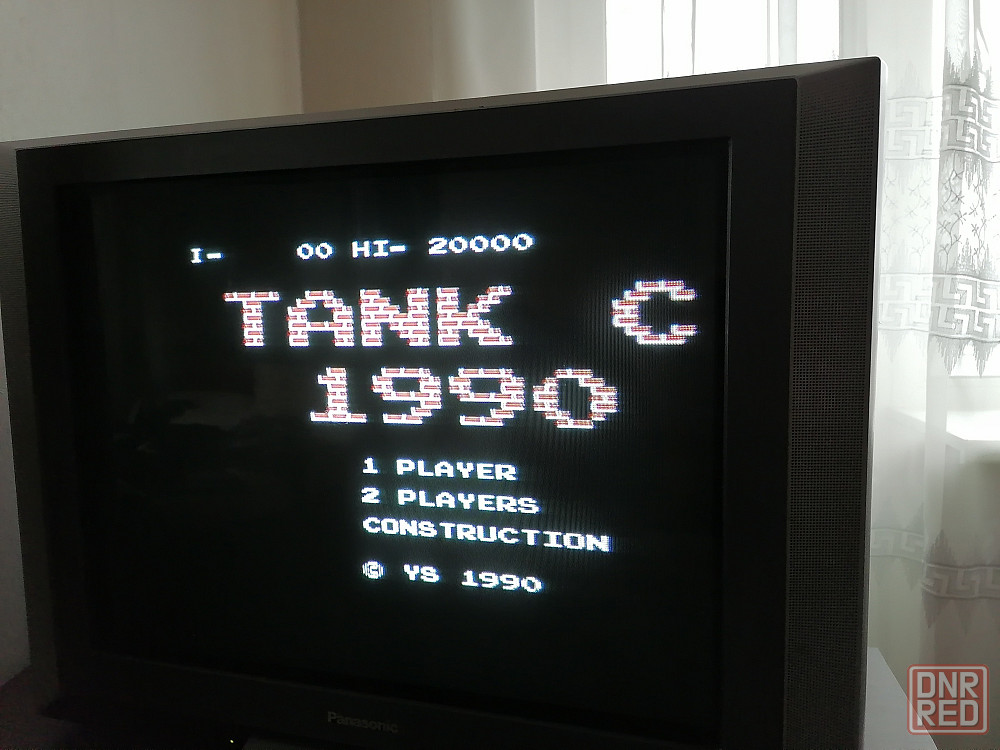 I- 00 HI- 20000
TANK C
1990
1 PLAYER
2 PLAYERS
CONSTRUCTION
© YS 1990
Panasonic
DNR
RED